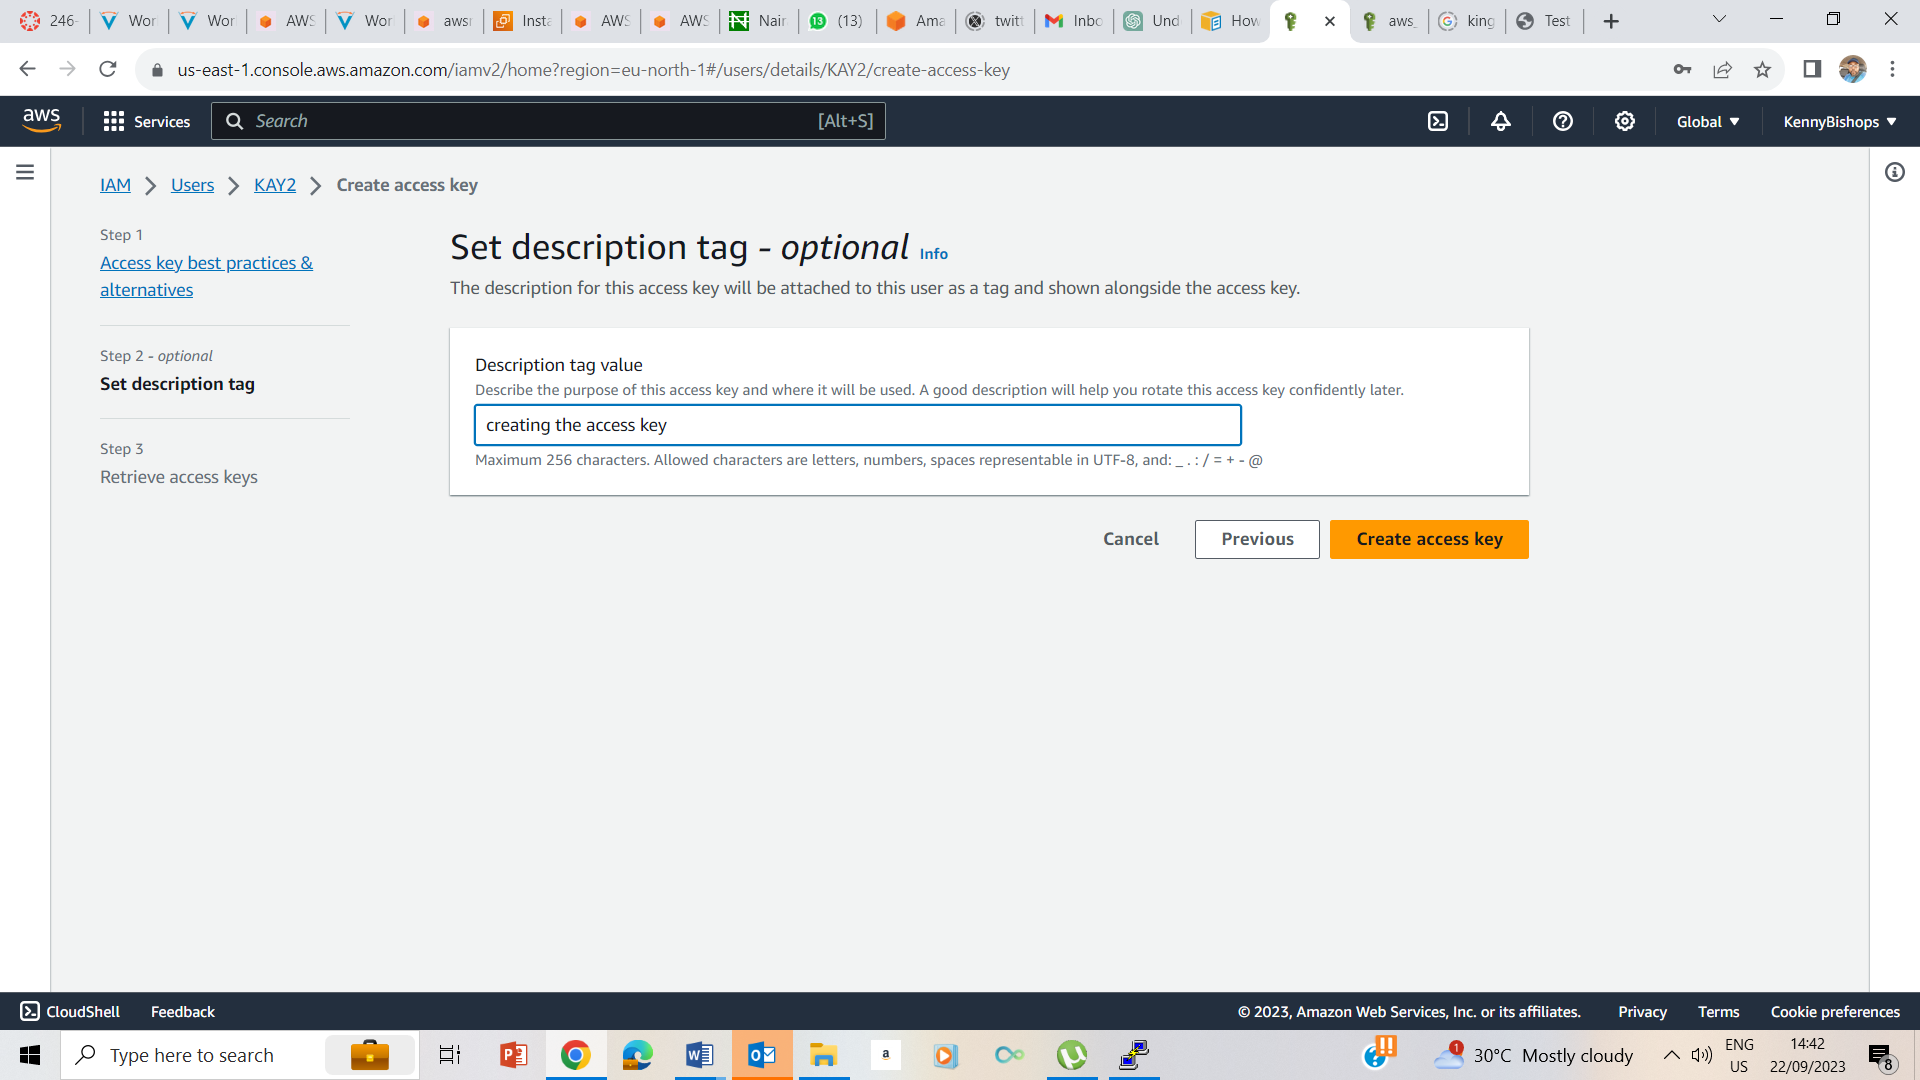 246-
Wor
Wor
AWS
Wor
awsr
Insta
AWS
AWS
Nair
13
(13)
Ama
twitt
Inbo
Und
How
aws_
king
Test
us-east-1.console.aws.amazon.com/iamv2/home?region=eu-north-1#/users/details/KAY2/create-access-key
aws
Services
Search
[Alt+S]
Global
KennyBishops
IAM
Users
KAY2
Create access key
Step 1
Access key best practices &
alternatives
Step 2 - optional
Set description tag
Step 3
Retrieve access keys
Set description tag - optional Info
The description for this access key will be attached to this user as a tag and shown alongside the access key.
Description tag value
Describe the purpose of this access key and where it will be used. A good description will help you rotate this access key confidently later.
creating the access key
Maximum 256 characters. Allowed characters are letters, numbers, spaces representable in UTF-8, and: _ . : / = + - @
Cancel
Previous
Create access key
CloudShell
Feedback
© 2023, Amazon Web Services, Inc. or its affiliates.
Privacy
Terms
Cookie preferences
Type here to search
a
1
30°C Mostly cloudy
ENG
US
14:42
22/09/2023
8